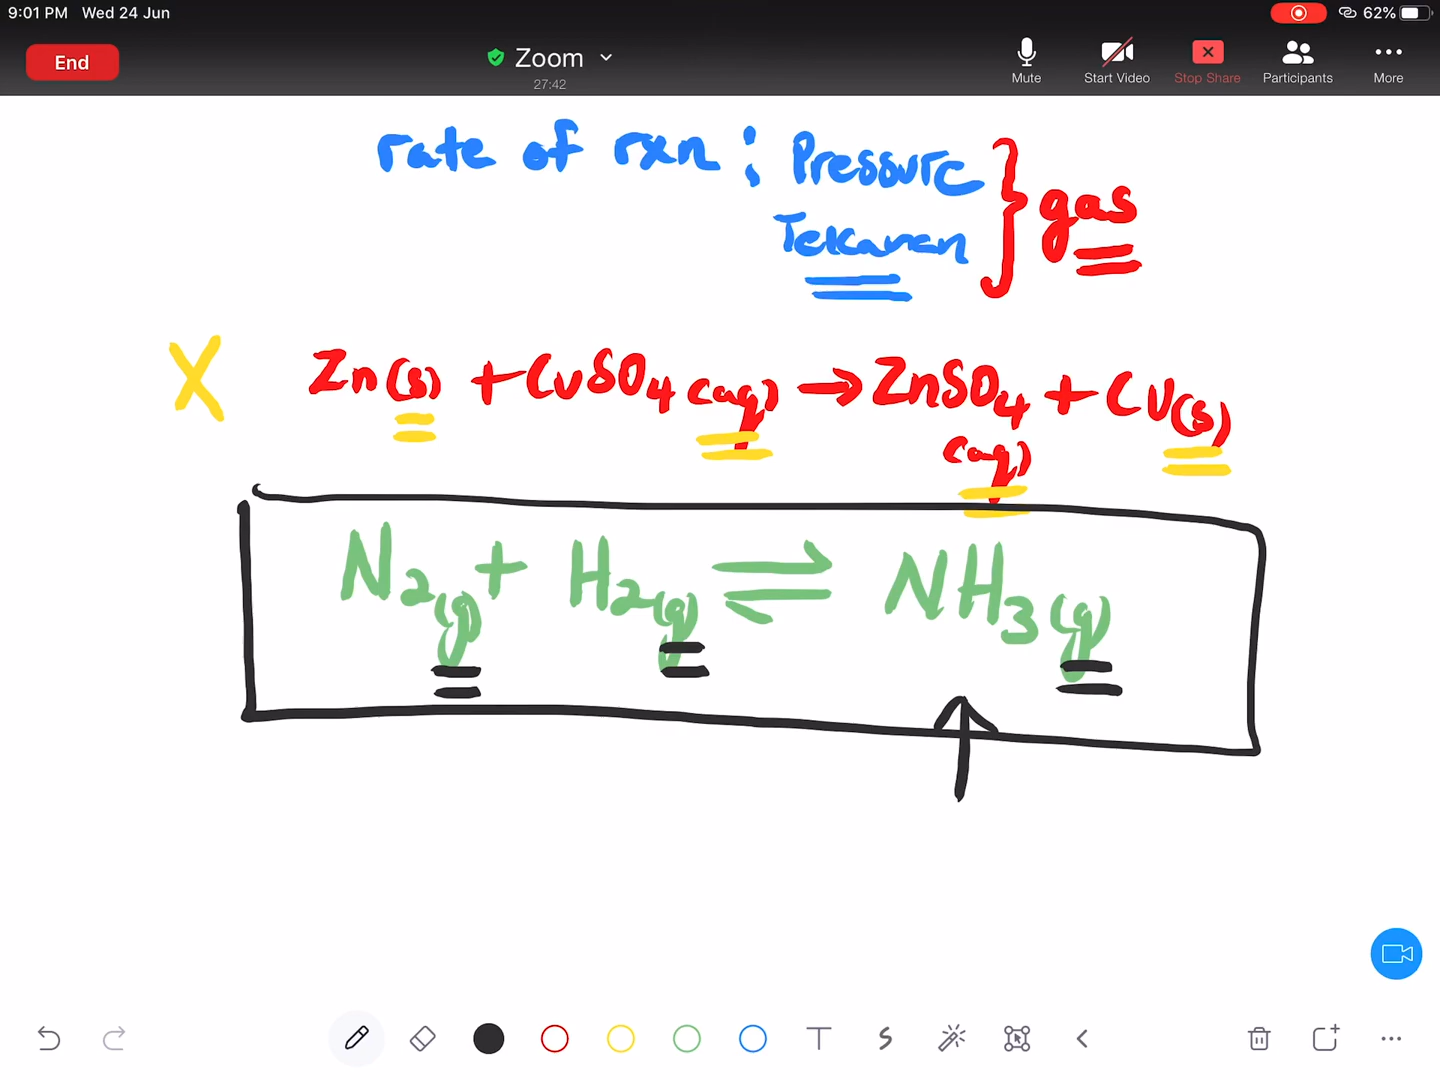 9:01 PM Wed 24 Jun
62%
End
Zoom
27:42
Mute
Start Video
Stop Share
Participants
More
rate of rxn : Pressure
Tekanan
gas
X Zn(s) + CuSO4 (aq) → ZnSO4 + Cu(s)
(aq)
N2(g) + H2(g) ⇌ NH3(g)